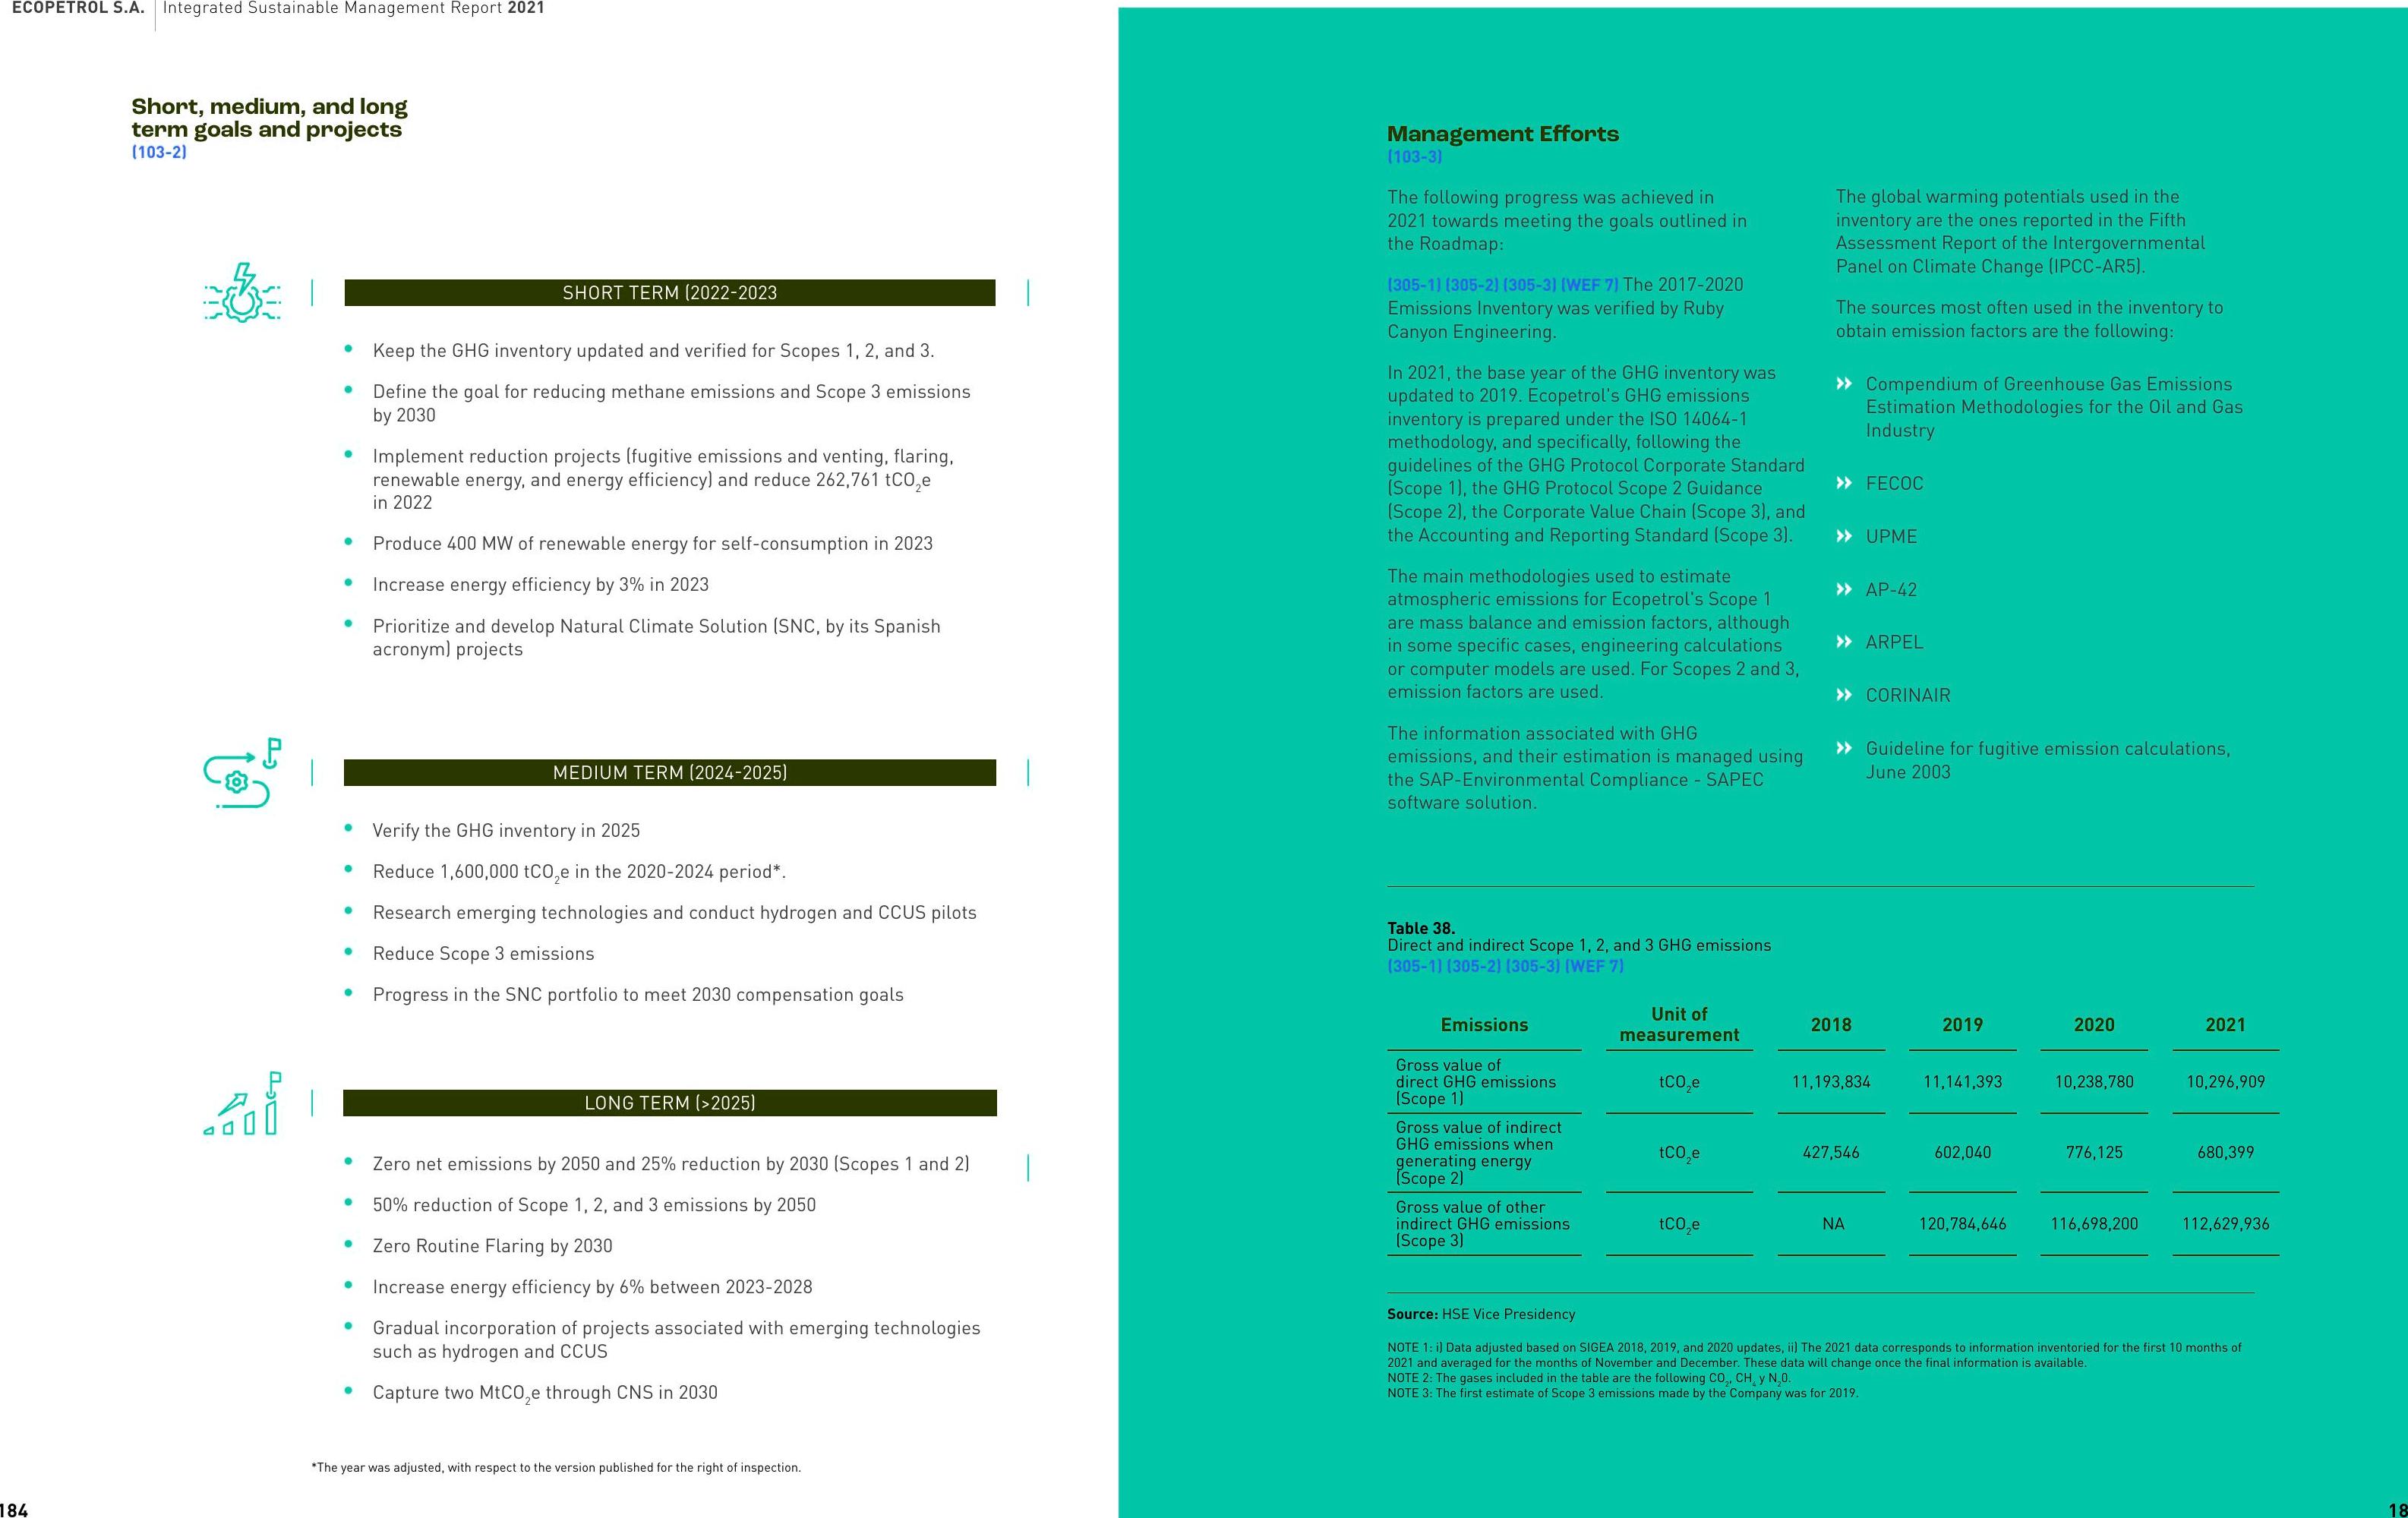 ECOPETROL S.A. Integrated Sustainable Management Report 2021
Short, medium, and long
term goals and projects
(103-2)
SHORT TERM (2022-2023
• Keep the GHG inventory updated and verified for Scopes 1, 2, and 3.
• Define the goal for reducing methane emissions and Scope 3 emissions
by 2030
• Implement reduction projects (fugitive emissions and venting, flaring,
renewable energy, and energy efficiency) and reduce 262,761 tCO₂e
in 2022
• Produce 400 MW of renewable energy for self-consumption in 2023
• Increase energy efficiency by 3% in 2023
• Prioritize and develop Natural Climate Solution (SNC, by its Spanish
acronym) projects
MEDIUM TERM (2024-2025)
• Verify the GHG inventory in 2025
• Reduce 1,600,000 tCO₂e in the 2020-2024 period*.
• Research emerging technologies and conduct hydrogen and CCUS pilots
• Reduce Scope 3 emissions
• Progress in the SNC portfolio to meet 2030 compensation goals
LONG TERM (>2025)
• Zero net emissions by 2050 and 25% reduction by 2030 (Scopes 1 and 2)
• 50% reduction of Scope 1, 2, and 3 emissions by 2050
• Zero Routine Flaring by 2030
• Increase energy efficiency by 6% between 2023-2028
• Gradual incorporation of projects associated with emerging technologies
such as hydrogen and CCUS
• Capture two MtCO₂e through CNS in 2030
*The year was adjusted, with respect to the version published for the right of inspection.
184
Management Efforts
(103-3)
The following progress was achieved in
2021 towards meeting the goals outlined in
the Roadmap:
(305-1) (305-2) (305-3) (WEF 7) The 2017-2020
Emissions Inventory was verified by Ruby
Canyon Engineering.
In 2021, the base year of the GHG inventory was
updated to 2019. Ecopetrol's GHG emissions
inventory is prepared under the ISO 14064-1
methodology, and specifically, following the
guidelines of the GHG Protocol Corporate Standard
(Scope 1), the GHG Protocol Scope 2 Guidance
(Scope 2), the Corporate Value Chain (Scope 3), and
the Accounting and Reporting Standard (Scope 3).
The main methodologies used to estimate
atmospheric emissions for Ecopetrol's Scope 1
are mass balance and emission factors, although
in some specific cases, engineering calculations
or computer models are used. For Scopes 2 and 3,
emission factors are used.
The information associated with GHG
emissions, and their estimation is managed using
the SAP-Environmental Compliance - SAPEC
software solution.
The global warming potentials used in the
inventory are the ones reported in the Fifth
Assessment Report of the Intergovernmental
Panel on Climate Change (IPCC-AR5).
The sources most often used in the inventory to
obtain emission factors are the following:
Compendium of Greenhouse Gas Emissions
Estimation Methodologies for the Oil and Gas
Industry
FECOC
UPME
AP-42
ARPEL
CORINAIR
Guideline for fugitive emission calculations,
June 2003
Table 38.
Direct and indirect Scope 1, 2, and 3 GHG emissions
(305-1) (305-2) (305-3) (WEF 7)
Emissions Unit of measurement 2018 2019 2020 2021
Gross value of
direct GHG emissions
(Scope 1)
tCO₂e 11,193,834 11,141,393 10,238,780 10,296,909
Gross value of indirect
GHG emissions when
generating energy
(Scope 2)
tCO₂e 427,546 602,040 776,125 680,399
Gross value of other
indirect GHG emissions
(Scope 3)
tCO₂e NA 120,784,646 116,698,200 112,629,936
Source: HSE Vice Presidency
NOTE 1: i) Data adjusted based on SIGEA 2018, 2019, and 2020 updates, ii) The 2021 data corresponds to information inventoried for the first 10 months of
2021 and averaged for the months of November and December. These data will change once the final information is available.
NOTE 2: The gases included in the table are the following CO₂, CH₄ y N₂0.
NOTE 3: The first estimate of Scope 3 emissions made by the Company was for 2019.
18